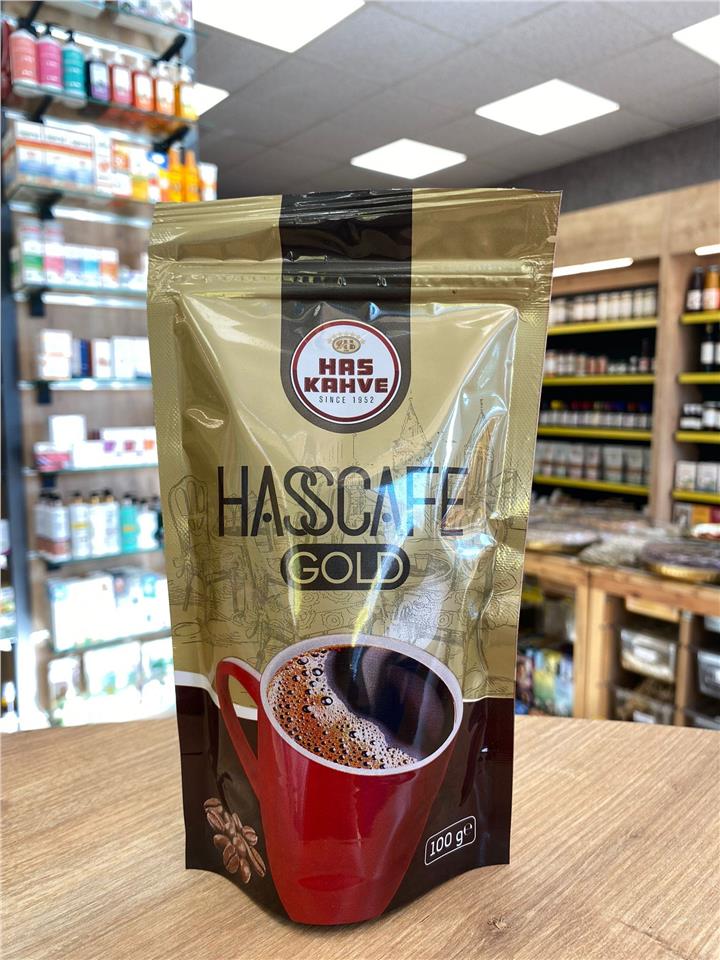 HAS
KAHVE
SINCE 1952
HASSCAFE
GOLD
100 g℮